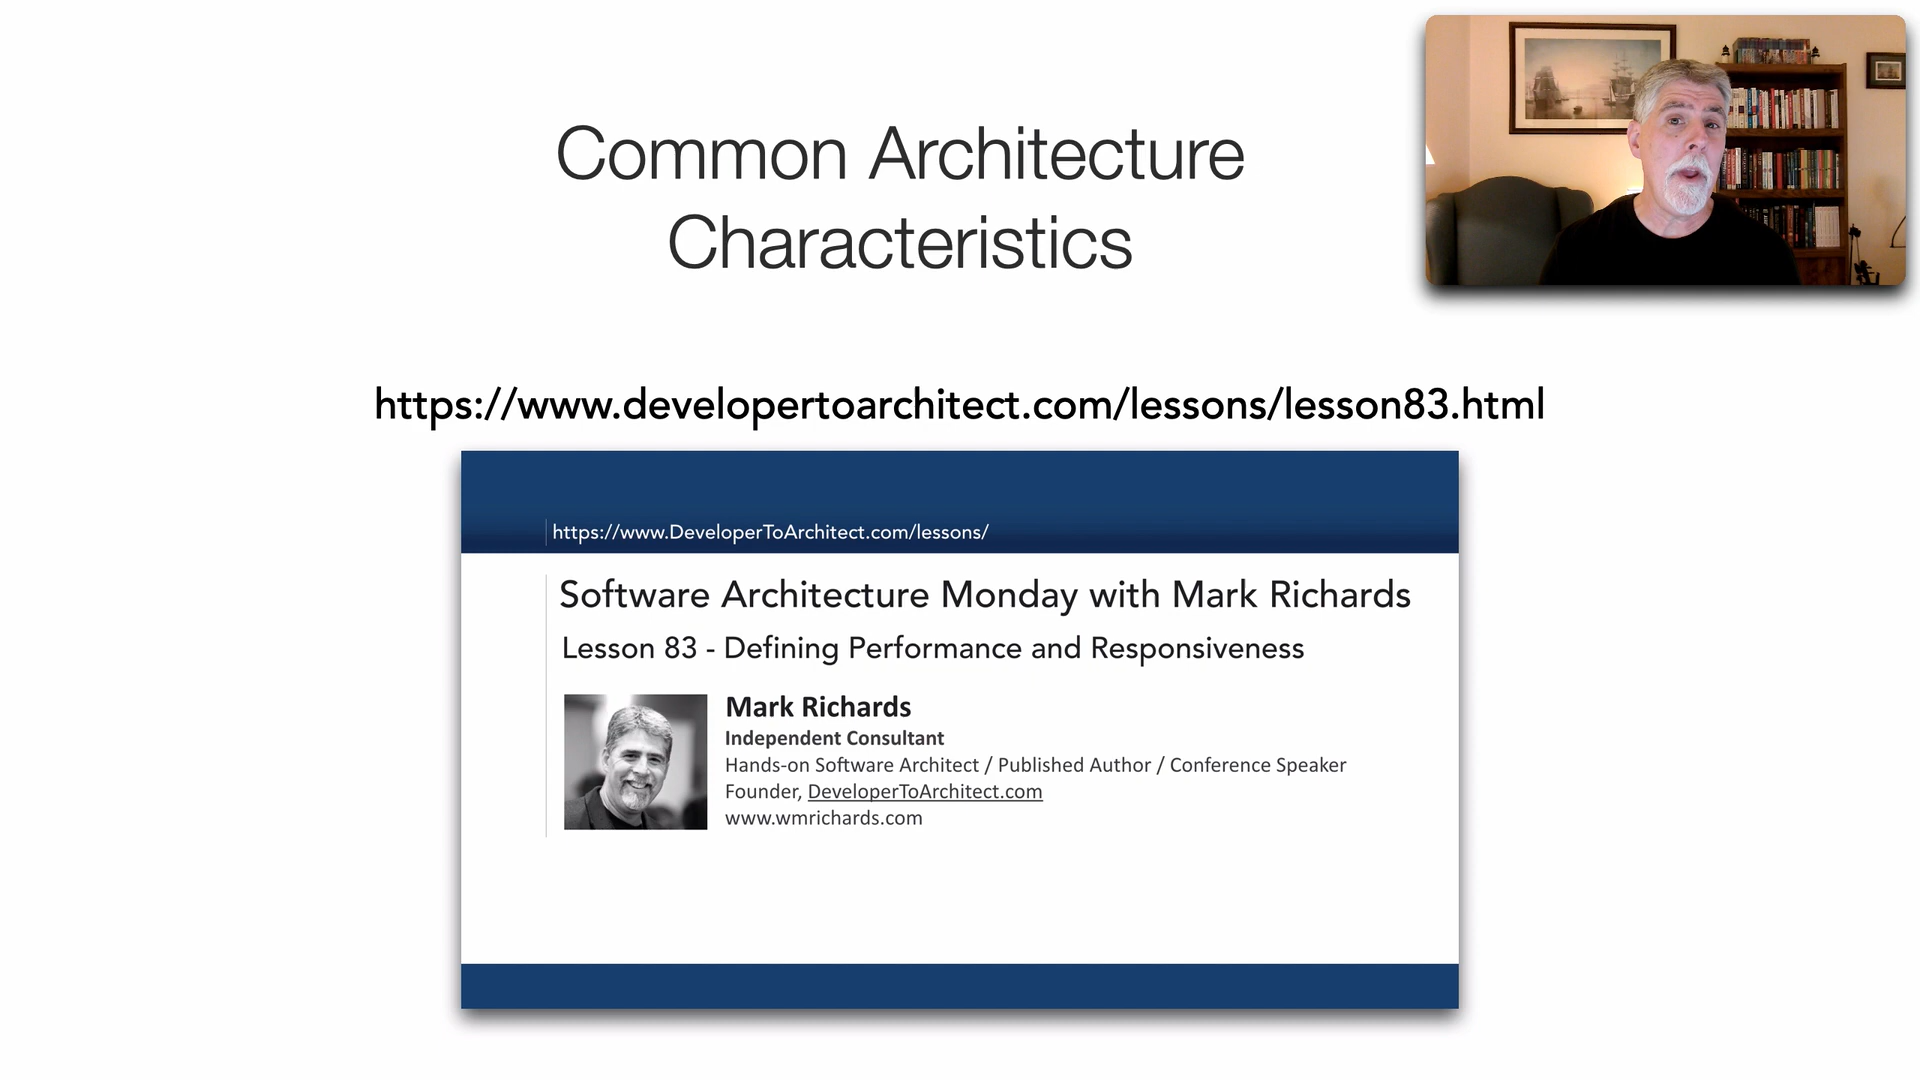 Common Architecture
Characteristics
https://www.developertoarchitect.com/lessons/lesson83.html
https://www.DeveloperToArchitect.com/lessons/
Software Architecture Monday with Mark Richards
Lesson 83 - Defining Performance and Responsiveness
Mark Richards
Independent Consultant
Hands-on Software Architect / Published Author / Conference Speaker
Founder, DeveloperToArchitect.com
www.wmrichards.com